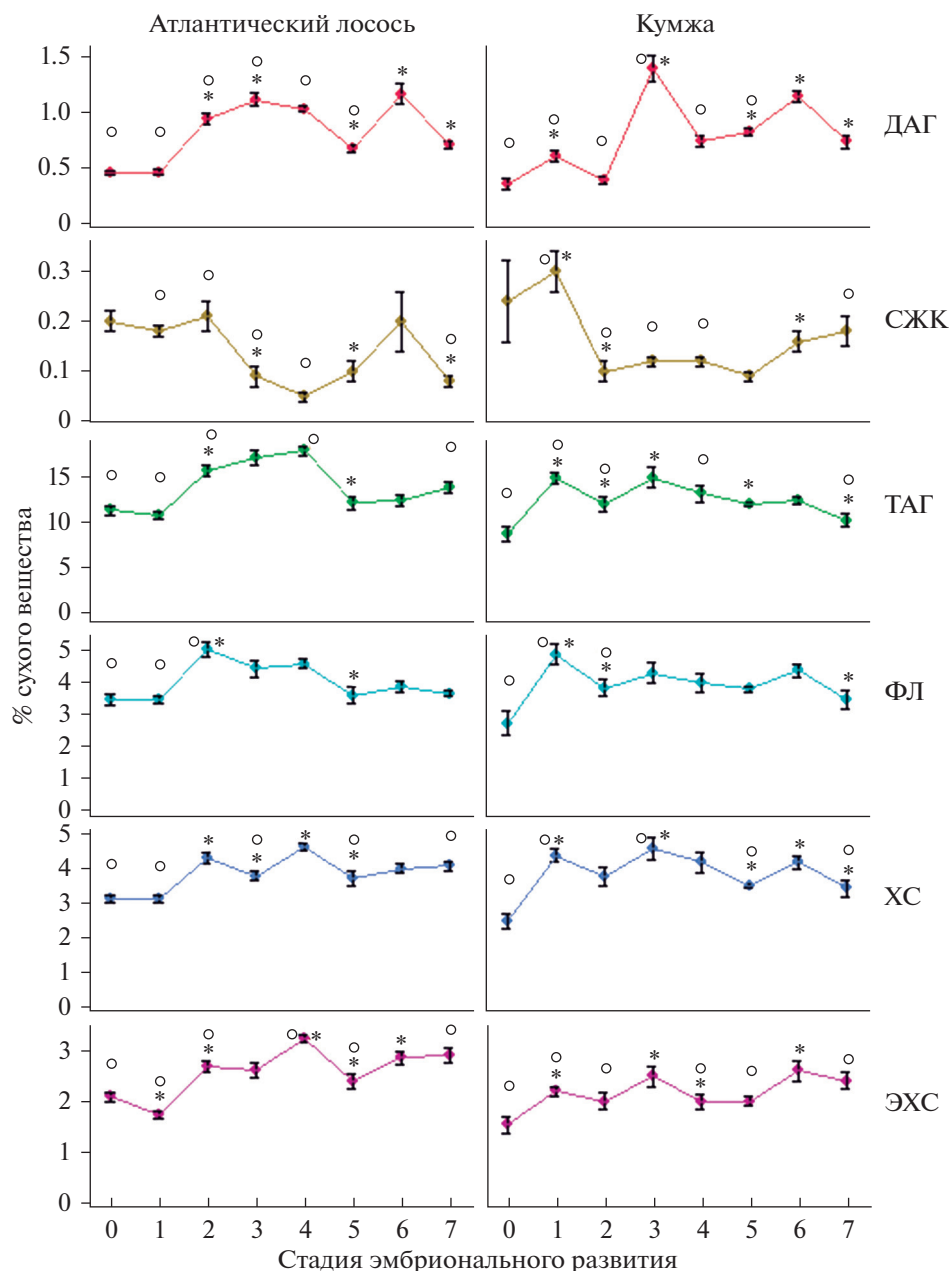 Атлантический лосось
Кумжа
1.5
1.0
0.5
0
ДАГ
0.3
0.2
0.1
0
СЖК
15
10
5
0
ТАГ
5
4
3
2
1
0
ФЛ
5
4
3
2
1
0
ХС
3
2
1
0
ЭХС
% сухого вещества
0 1 2 3 4 5 6 7
0 1 2 3 4 5 6 7
Стадия эмбрионального развития